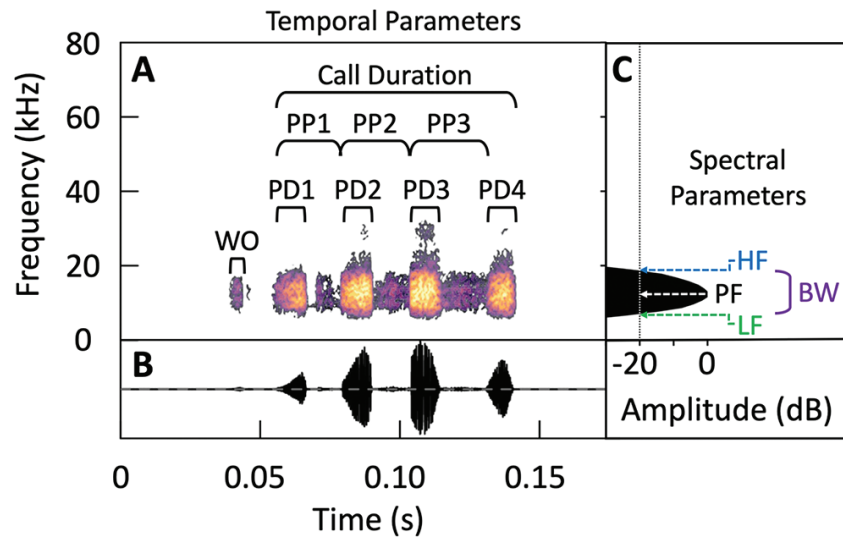 Temporal Parameters
80
60
40
20
0
Frequency (kHz)
A
Call Duration
PP1
PP2
PP3
PD1
PD2
PD3
PD4
WO
B
0
0.05
0.10
0.15
Time (s)
C
Spectral
Parameters
-HF
PF
BW
-LF
-20
0
Amplitude (dB)